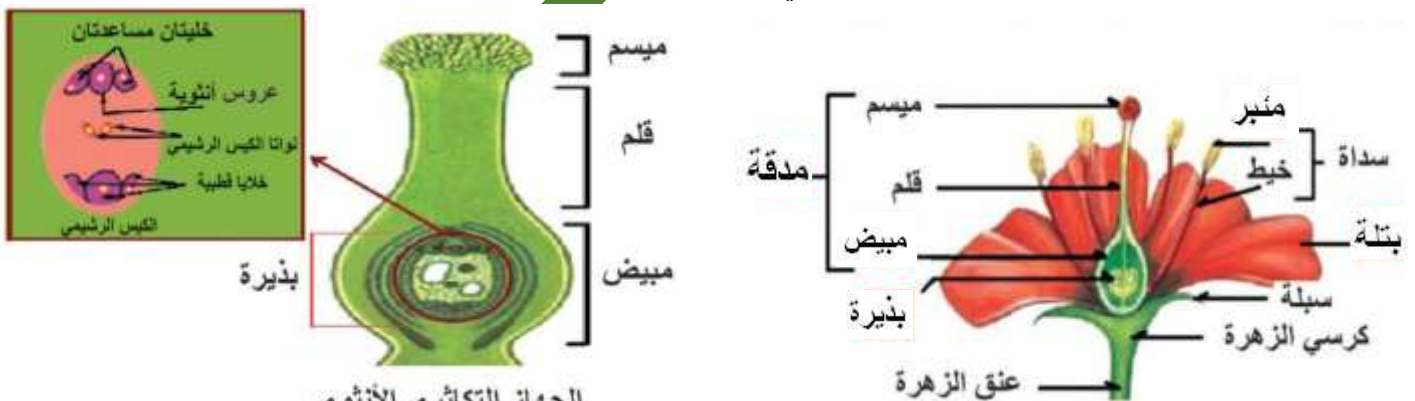 خليتان مساعدتان
عروس أنثوية
نواتا الكيس الرشيمي
خلايا قطبية
الكيس الرشيمي
ميسم
قلم
مبيض
بذيرة
ميسم
قلم
مدقة
مبيض
بذيرة
مئبر
خيط
سداة
بتلة
سبلة
كرسي الزهرة
عنق الزهرة